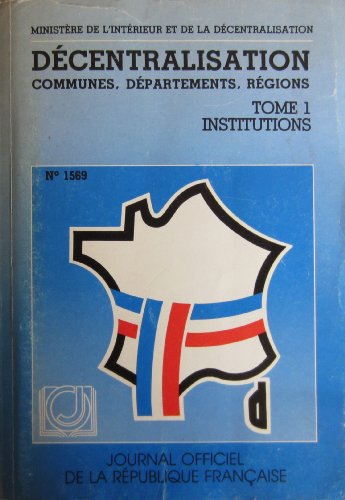 MINISTÈRE DE L'INTÉRIEUR ET DE LA DÉCENTRALISATION
DÉCENTRALISATION
COMMUNES, DÉPARTEMENTS, RÉGIONS
TOME 1
INSTITUTIONS
N° 1569
JOURNAL OFFICIEL
DE LA RÉPUBLIQUE FRANÇAISE